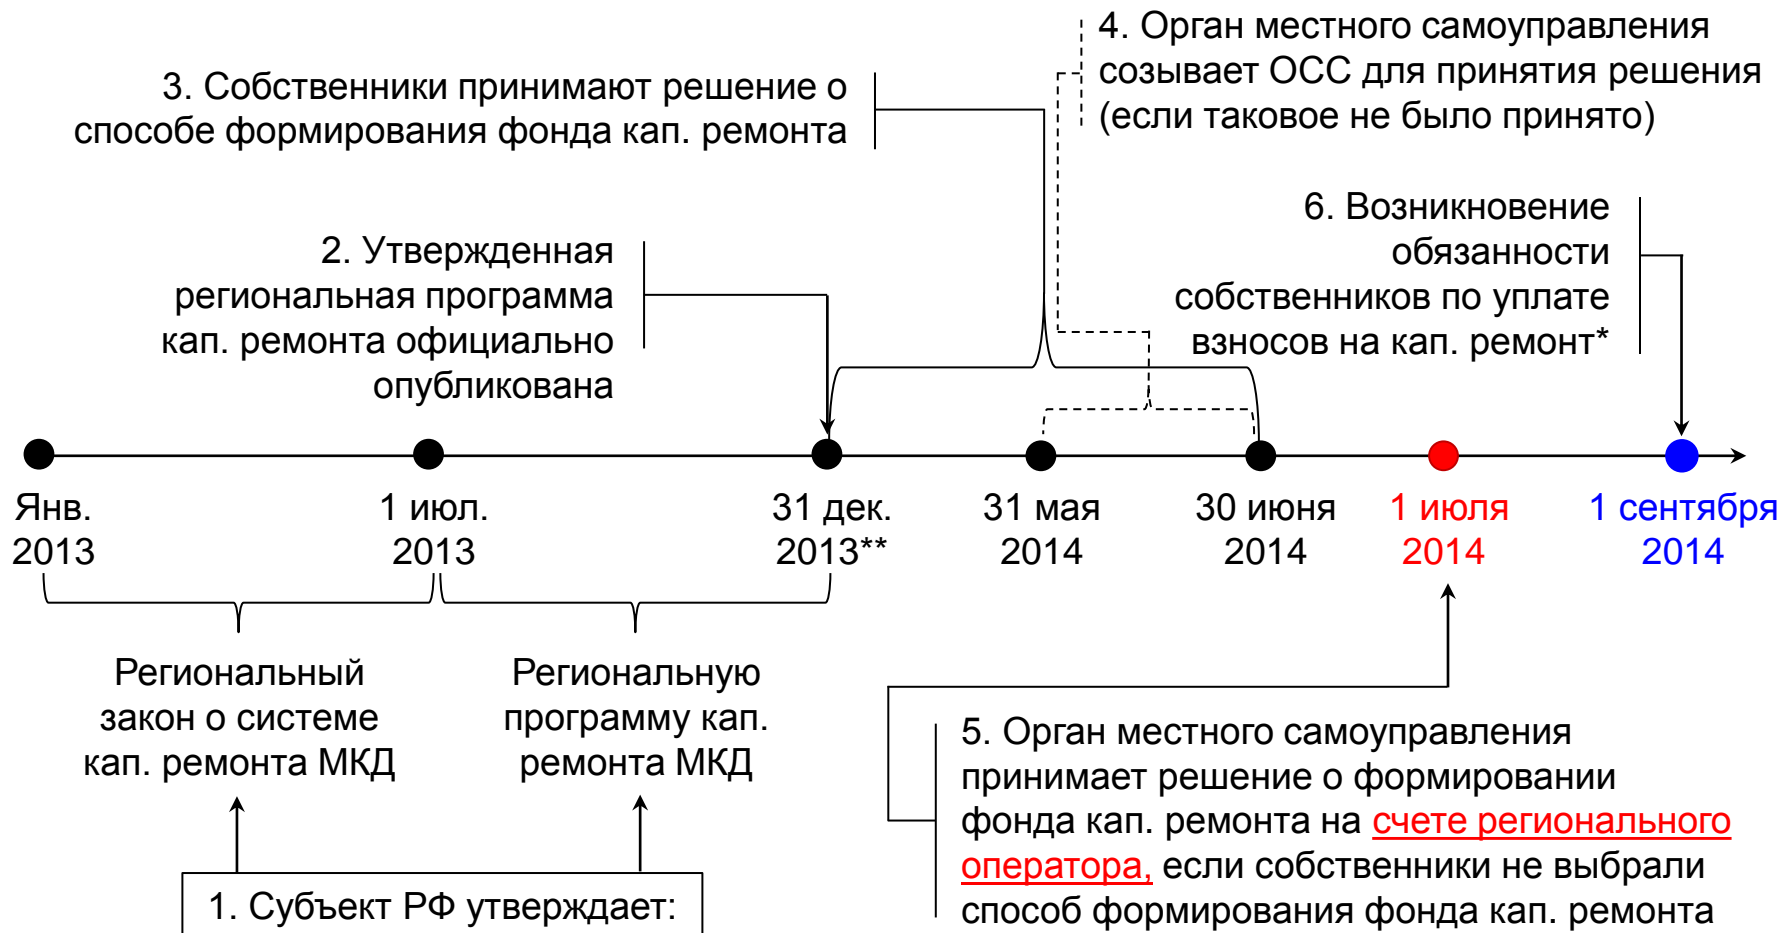 4. Орган местного самоуправления
созывает ОСС для принятия решения
(если таковое не было принято)
3. Собственники принимают решение о
способе формирования фонда кап. ремонта
6. Возникновение
обязанности
собственников по уплате
взносов на кап. ремонт*
2. Утвержденная
региональная программа
кап. ремонта официально
опубликована
Янв.
2013
1 июл.
2013
31 дек.
2013**
31 мая
2014
30 июня
2014
1 июля
2014
1 сентября
2014
Региональный
закон о системе
кап. ремонта МКД
Региональную
программу кап.
ремонта МКД
5. Орган местного самоуправления
принимает решение о формировании
фонда кап. ремонта на счете регионального
оператора, если собственники не выбрали
способ формирования фонда кап. ремонта
1. Субъект РФ утверждает: